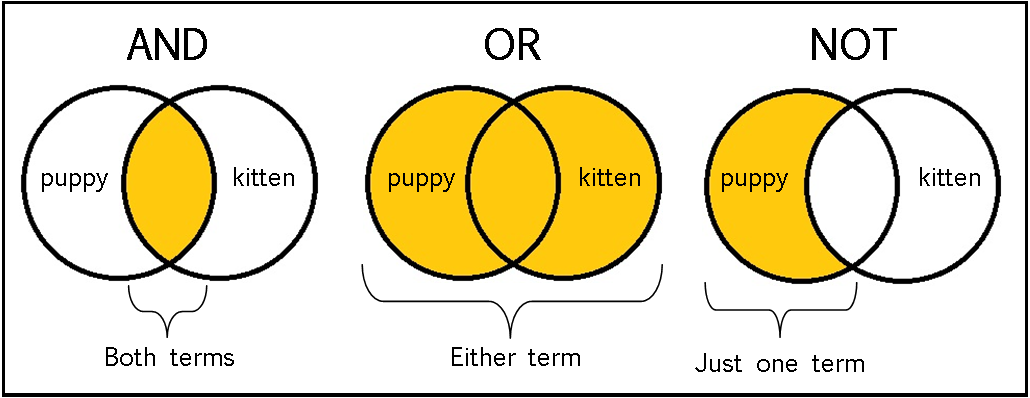 AND
OR
NOT
puppy
kitten
puppy
kitten
puppy
kitten
Both terms
Either term
Just one term